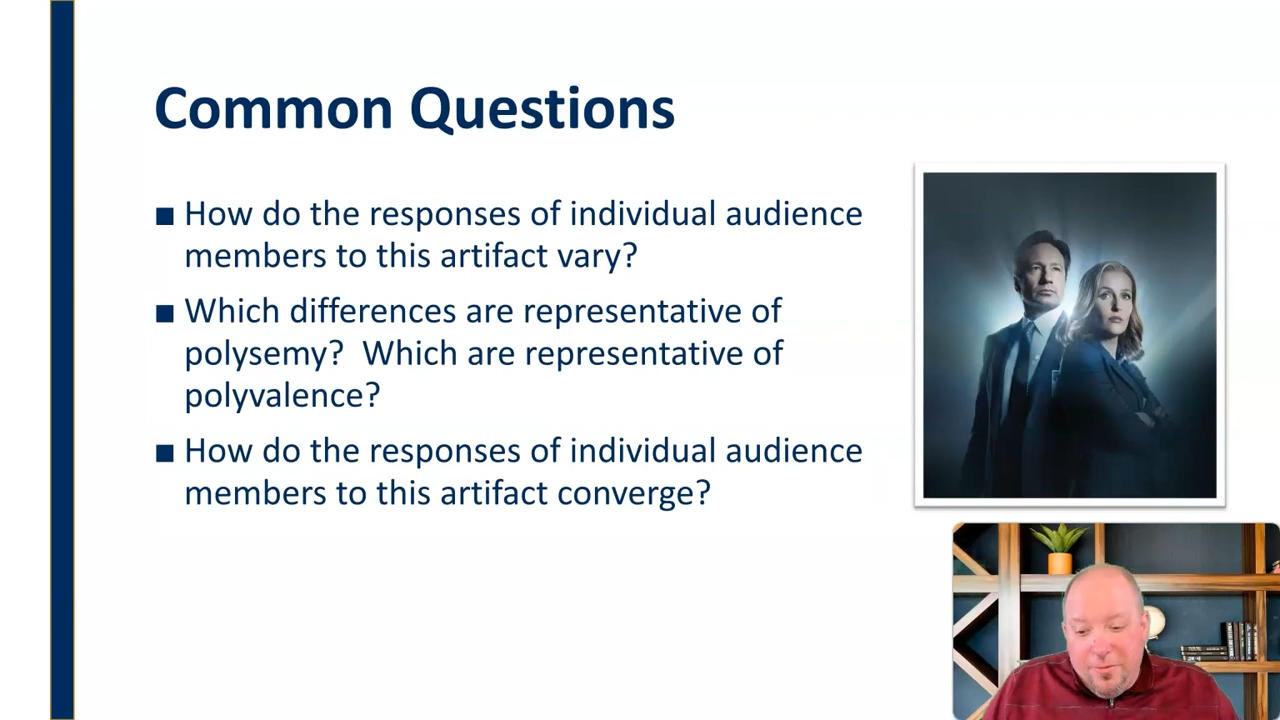 Common Questions
■ How do the responses of individual audience
members to this artifact vary?
■ Which differences are representative of
polysemy?  Which are representative of
polyvalence?
■ How do the responses of individual audience
members to this artifact converge?